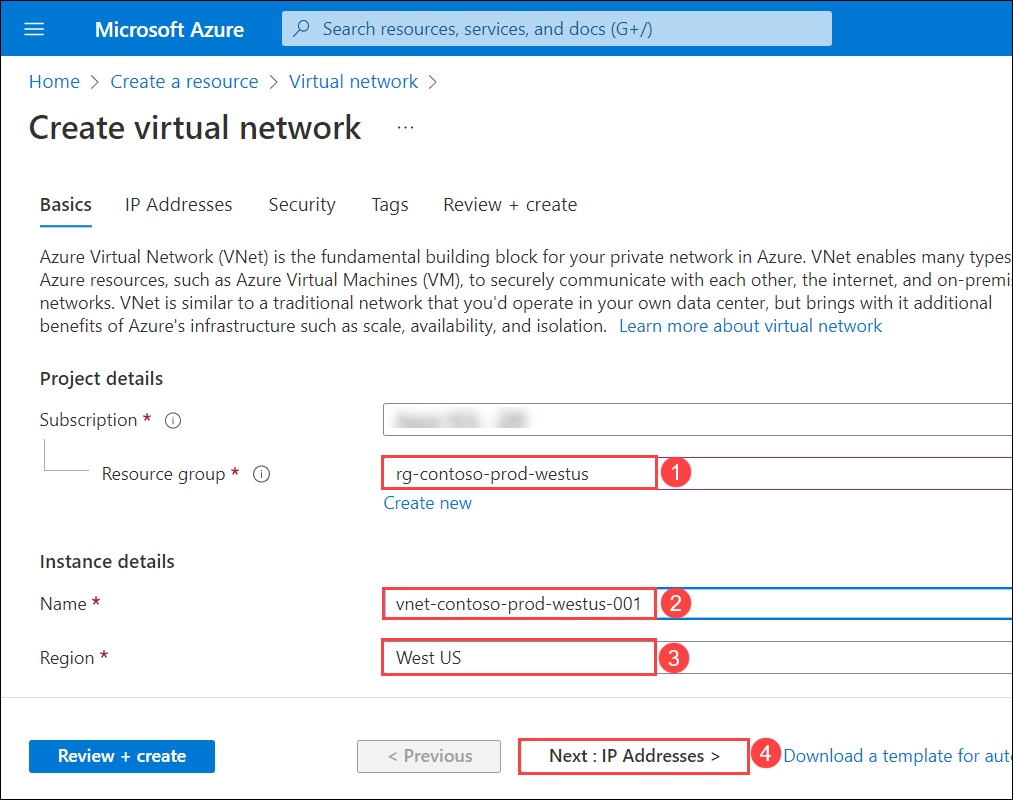 Microsoft Azure
Search resources, services, and docs (G+/)
Home > Create a resource > Virtual network >
Create virtual network ...
Basics IP Addresses Security Tags Review + create
Azure Virtual Network (VNet) is the fundamental building block for your private network in Azure. VNet enables many types
Azure resources, such as Azure Virtual Machines (VM), to securely communicate with each other, the internet, and on-premi
networks. VNet is similar to a traditional network that you'd operate in your own data center, but brings with it additional
benefits of Azure's infrastructure such as scale, availability, and isolation. Learn more about virtual network
Project details
Subscription *
Resource group * rg-contoso-prod-westus 1
Create new
Instance details
Name * vnet-contoso-prod-westus-001 2
Region * West US 3
Review + create < Previous Next : IP Addresses > 4 Download a template for aut